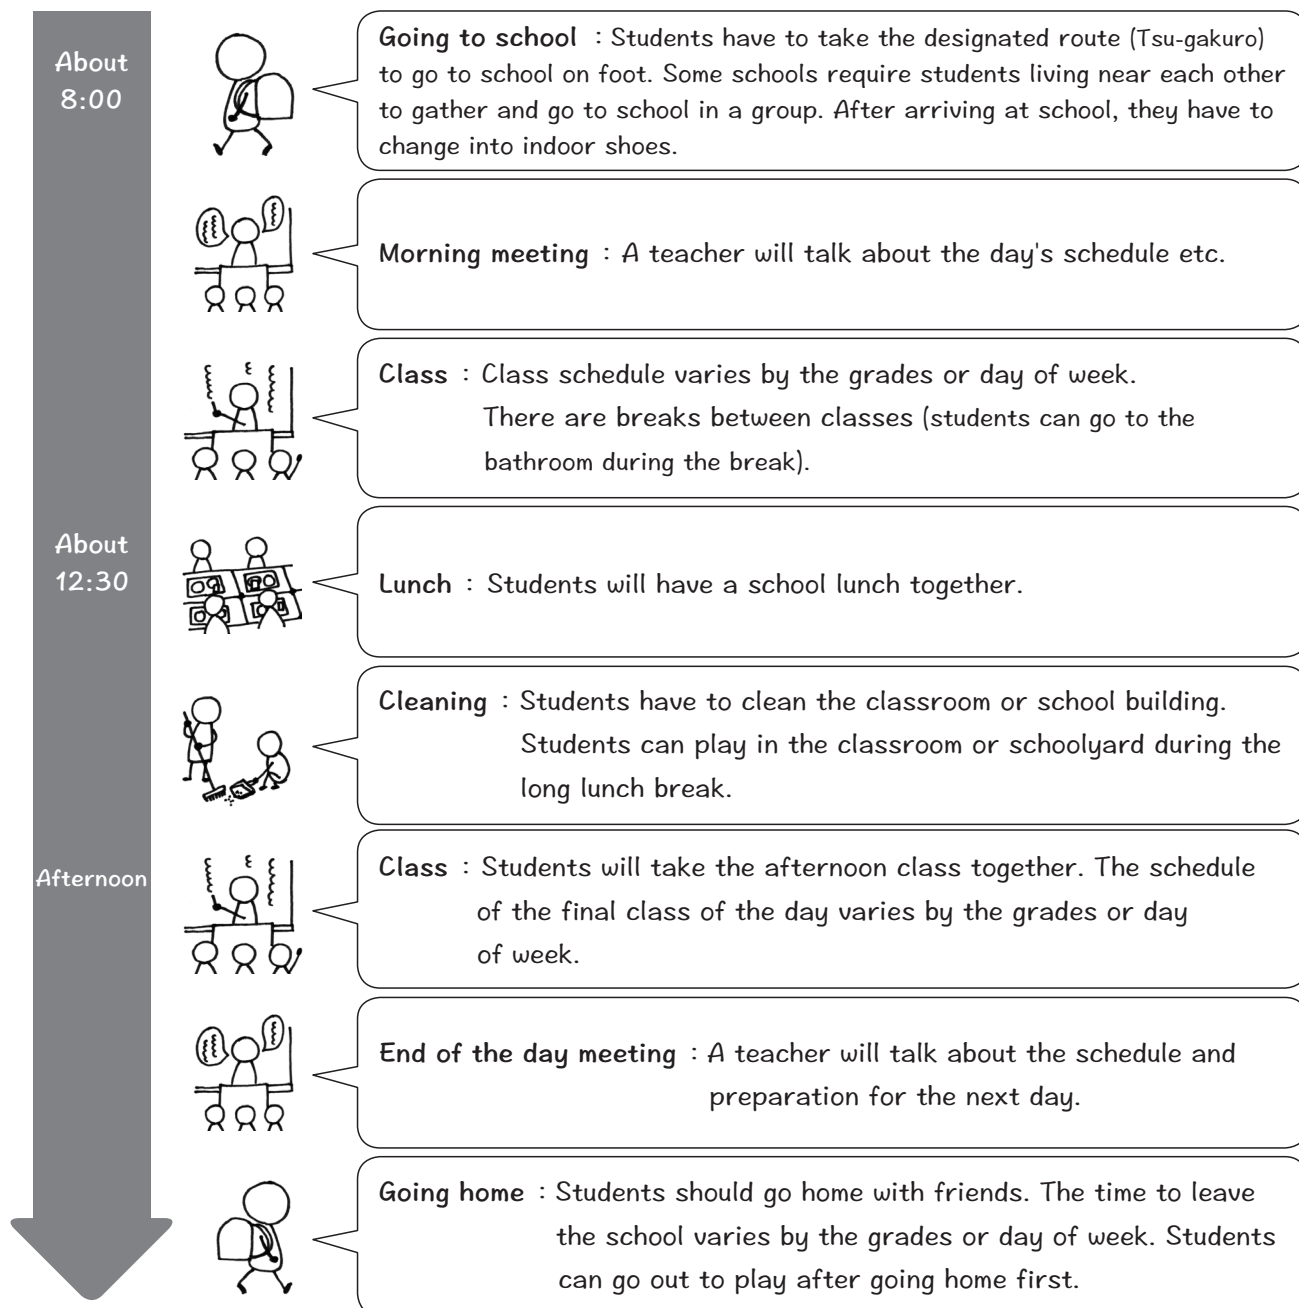 About
8:00
Going to school : Students have to take the designated route (Tsu-gakuro)
to go to school on foot. Some schools require students living near each other
to gather and go to school in a group. After arriving at school, they have to
change into indoor shoes.
Morning meeting : A teacher will talk about the day's schedule etc.
Class : Class schedule varies by the grades or day of week.
There are breaks between classes (students can go to the
bathroom during the break).
About
12:30
Lunch : Students will have a school lunch together.
Cleaning : Students have to clean the classroom or school building.
Students can play in the classroom or schoolyard during the
long lunch break.
Afternoon
Class : Students will take the afternoon class together. The schedule
of the final class of the day varies by the grades or day
of week.
End of the day meeting : A teacher will talk about the schedule and
preparation for the next day.
Going home : Students should go home with friends. The time to leave
the school varies by the grades or day of week. Students
can go out to play after going home first.